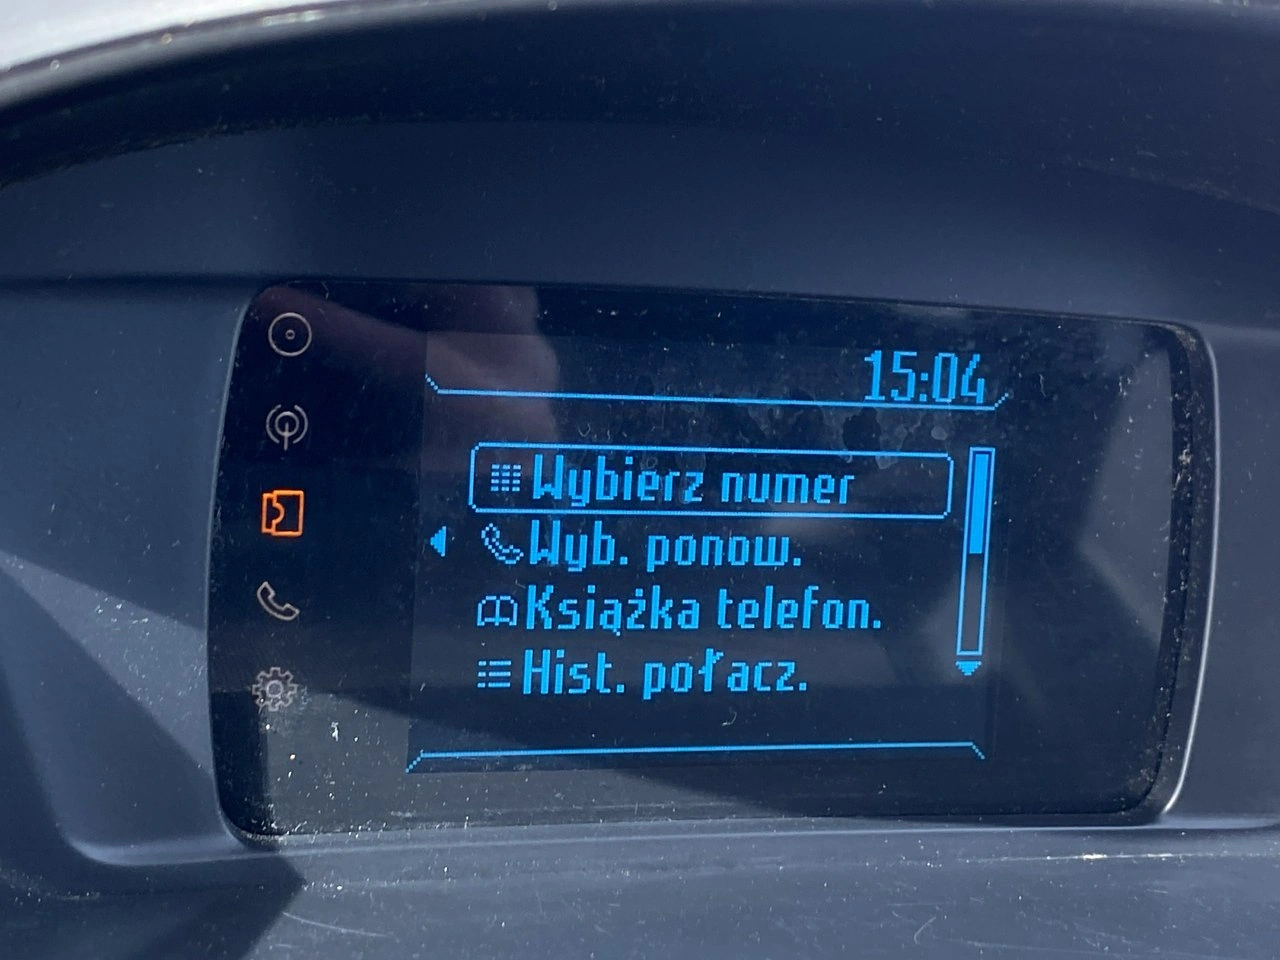 15:04
Wybierz numer
Wyb. ponow.
Książka telefon.
Hist. połacz.